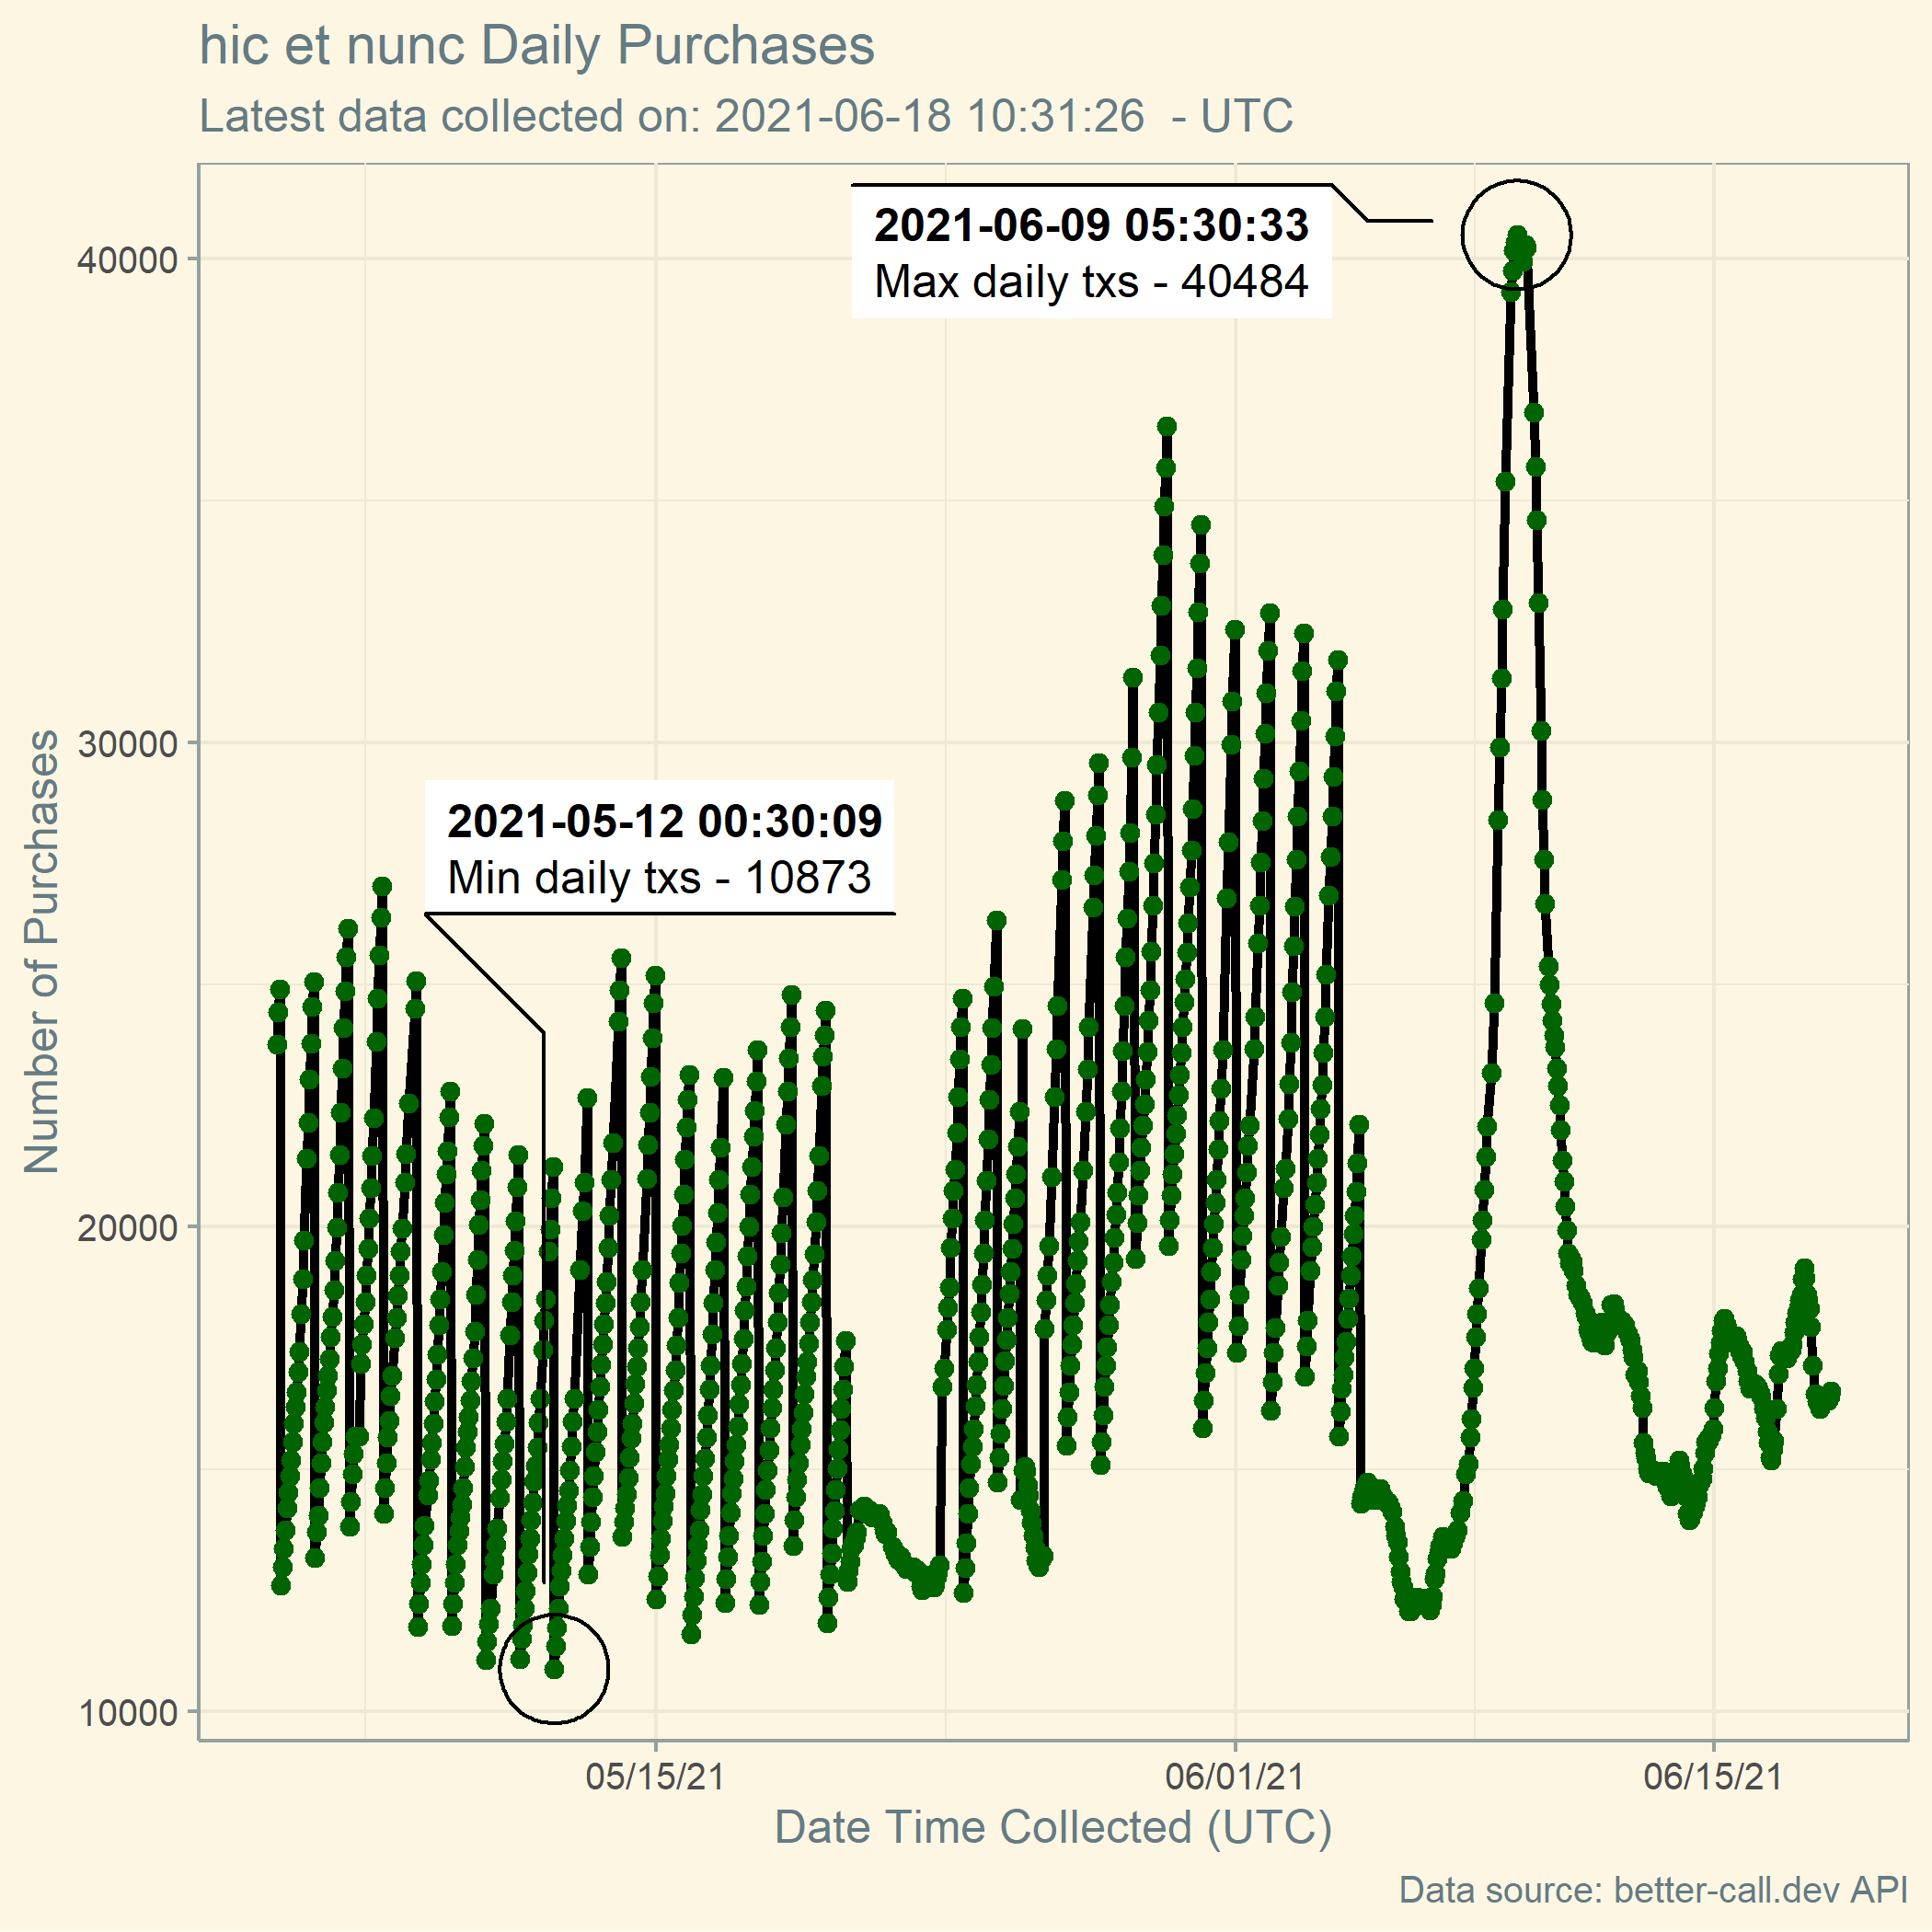 hic et nunc Daily Purchases
Latest data collected on: 2021-06-18 10:31:26  - UTC
2021-06-09 05:30:33
Max daily txs - 40484
2021-05-12 00:30:09
Min daily txs - 10873
Number of Purchases
40000
30000
20000
10000
05/15/21
06/01/21
06/15/21
Date Time Collected (UTC)
Data source: better-call.dev API